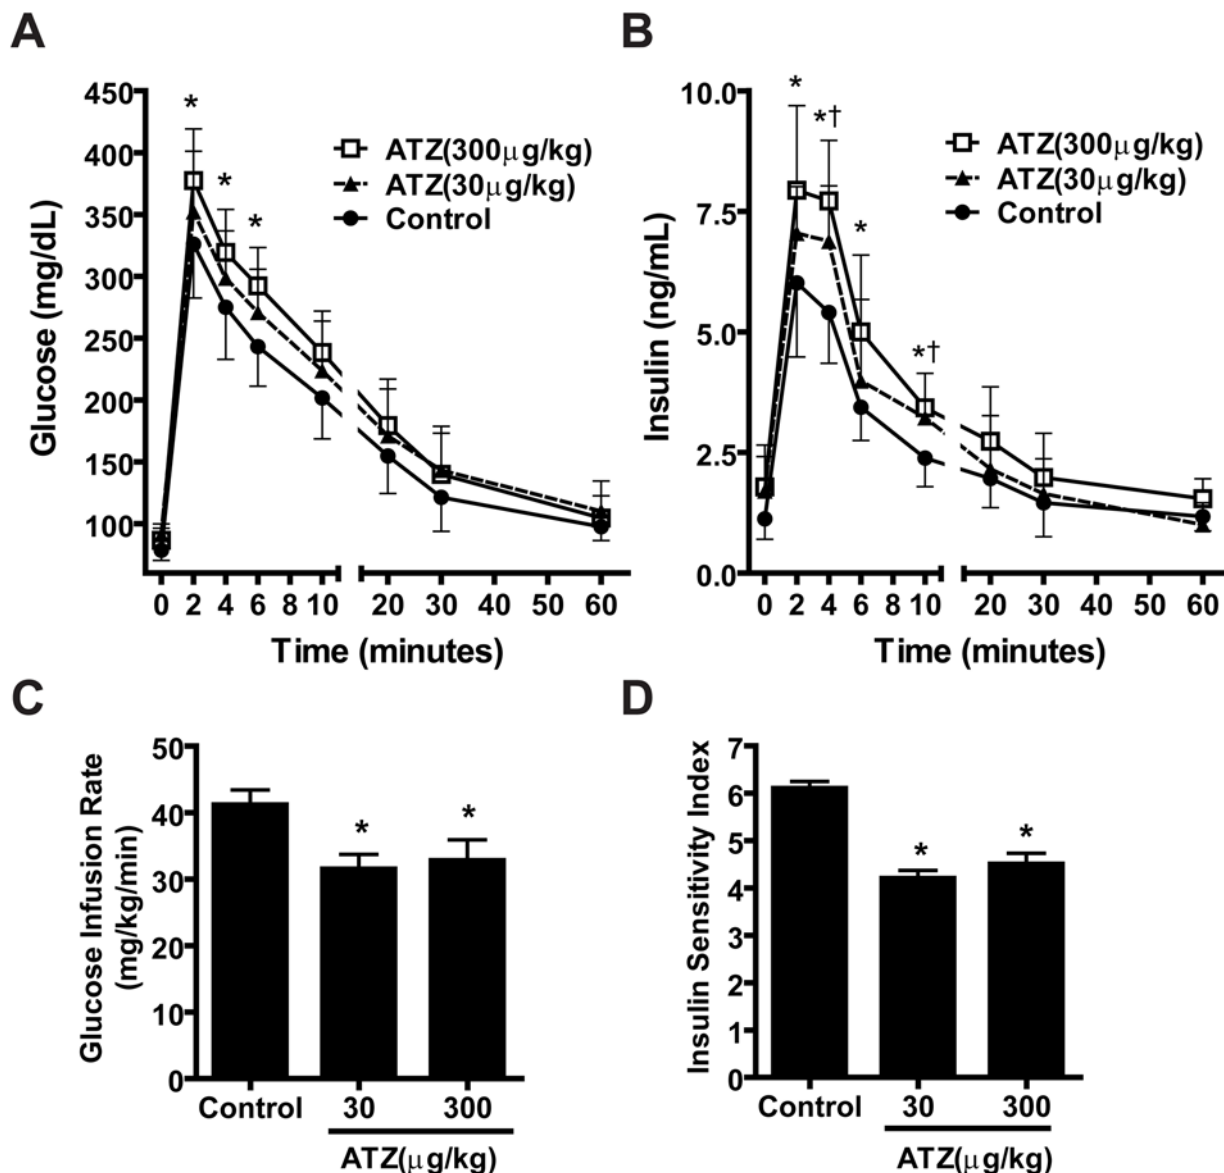 A
450
400
350
300
250
200
150
100
Glucose (mg/dL)
*
*
*
ATZ(300μg/kg)
ATZ(30μg/kg)
Control
0 2 4 6 8 10 20 30 40 50 60
Time (minutes)
B
10.0
7.5
5.0
2.5
0.0
Insulin (ng/mL)
*
*†
*
*†
ATZ(300μg/kg)
ATZ(30μg/kg)
Control
0 2 4 6 8 10 20 30 40 50 60
Time (minutes)
C
50
40
30
20
10
0
Glucose Infusion Rate
(mg/kg/min)
*
*
Control 30 300
ATZ(μg/kg)
D
7
6
5
4
3
2
1
0
Insulin Sensitivity Index
*
*
Control 30 300
ATZ(μg/kg)